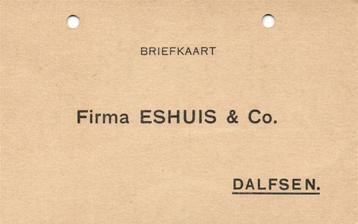 BRIEFKAART
Firma ESHUIS & Co.
DALFSEN.